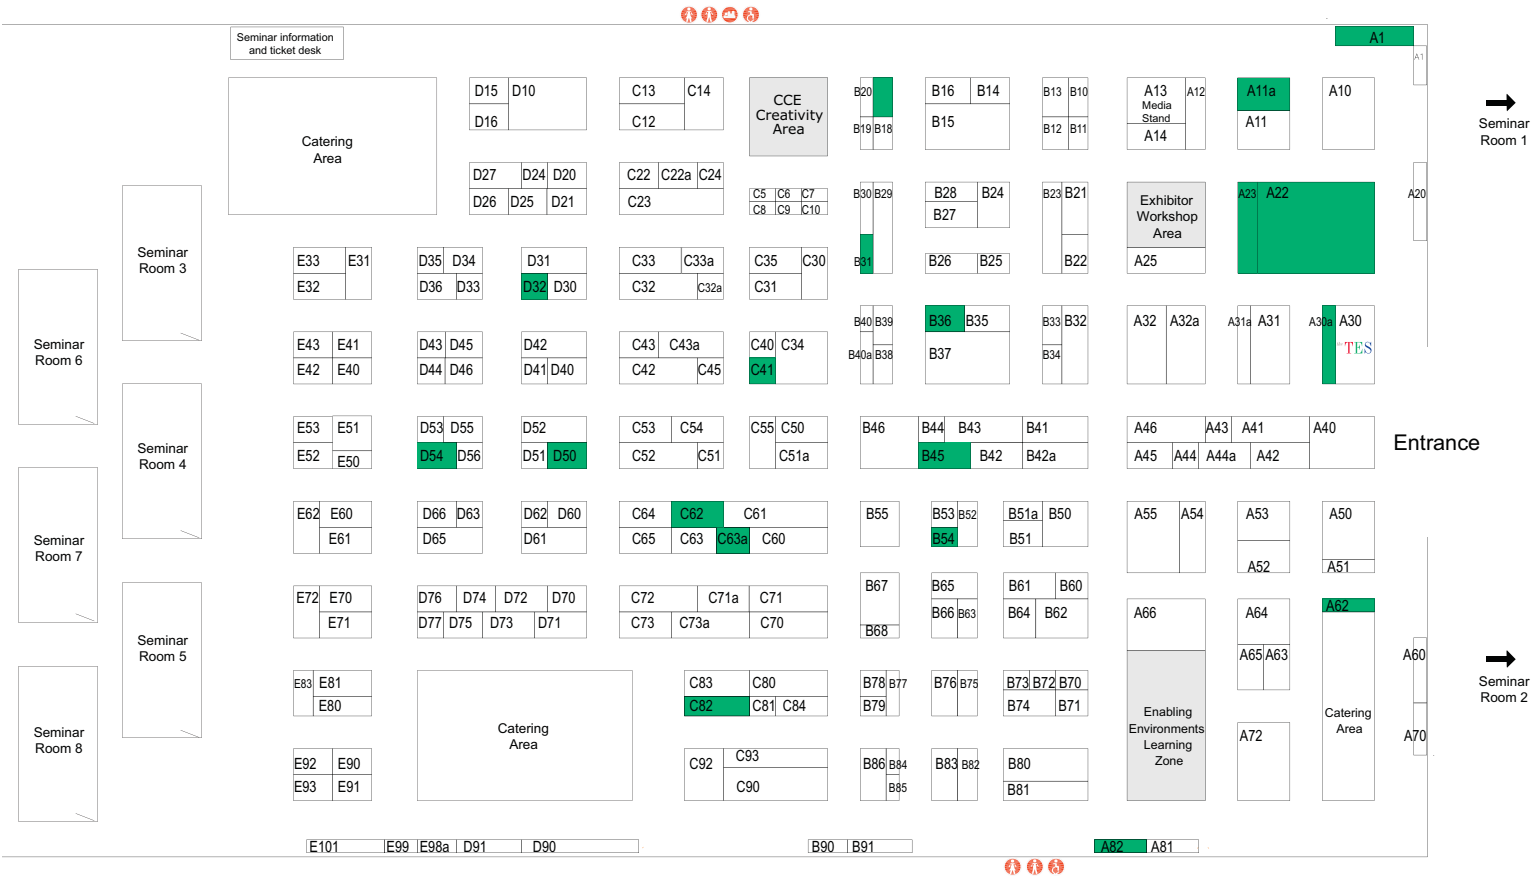 A1
A1
Seminar information
and ticket desk
Catering
Area
D15
D10
D16
C13
C14
C12
CCE
Creativity
Area
B20
B19
B18
B16
B14
B15
B13
B10
B12
B11
A13
Media
Stand
A14
A12
A11a
A11
A10
Seminar
Room 1
D27
D24
D20
D26
D25
D21
C22
C22a
C24
C23
C5
C6
C7
C8
C9
C10
B30
B29
B31
B28
B24
B27
B26
B25
B23
B21
B22
Exhibitor
Workshop
Area
A25
A23
A22
A20
Seminar
Room 3
E33
E31
E32
D35
D34
D36
D33
D31
D32
D30
C33
C33a
C32
C32a
C35
C30
C31
Seminar
Room 6
E43
E41
E42
E40
D43
D45
D44
D46
D42
D41
D40
C43
C43a
C42
C45
C40
C34
C41
B40
B39
B40a
B38
B36
B35
B37
B33
B32
B34
A32
A32a
A31a
A31
A30a
A30
TES
Seminar
Room 4
E53
E51
E52
E50
D53
D55
D54
D56
D52
D51
D50
C53
C54
C52
C51
C55
C50
C51a
B46
B44
B43
B41
B45
B42
B42a
A46
A43
A41
A40
A45
A44
A44a
A42
Entrance
Seminar
Room 7
E62
E60
E61
D66
D63
D65
D62
D60
D61
C64
C62
C61
C65
C63
C63a
C60
B55
B53
B52
B54
B51a
B50
B51
A55
A54
A53
A52
A50
A51
Seminar
Room 5
E72
E70
E71
D76
D74
D72
D70
D77
D75
D73
D71
C72
C71a
C71
C73
C73a
C70
B67
B68
B65
B66
B63
B61
B60
B64
B62
A66
A64
A65
A63
A62
A60
Seminar
Room 2
Seminar
Room 8
E83
E81
E80
Catering
Area
C83
C80
C82
C81
C84
B78
B77
B79
B76
B75
B73
B72
B70
B74
B71
Enabling
Environments
Learning
Zone
A72
Catering
Area
A70
E92
E90
E93
E91
C92
C93
C90
B86
B84
B85
B83
B82
B80
B81
E101
E99
E98a
D91
D90
B90
B91
A82
A81